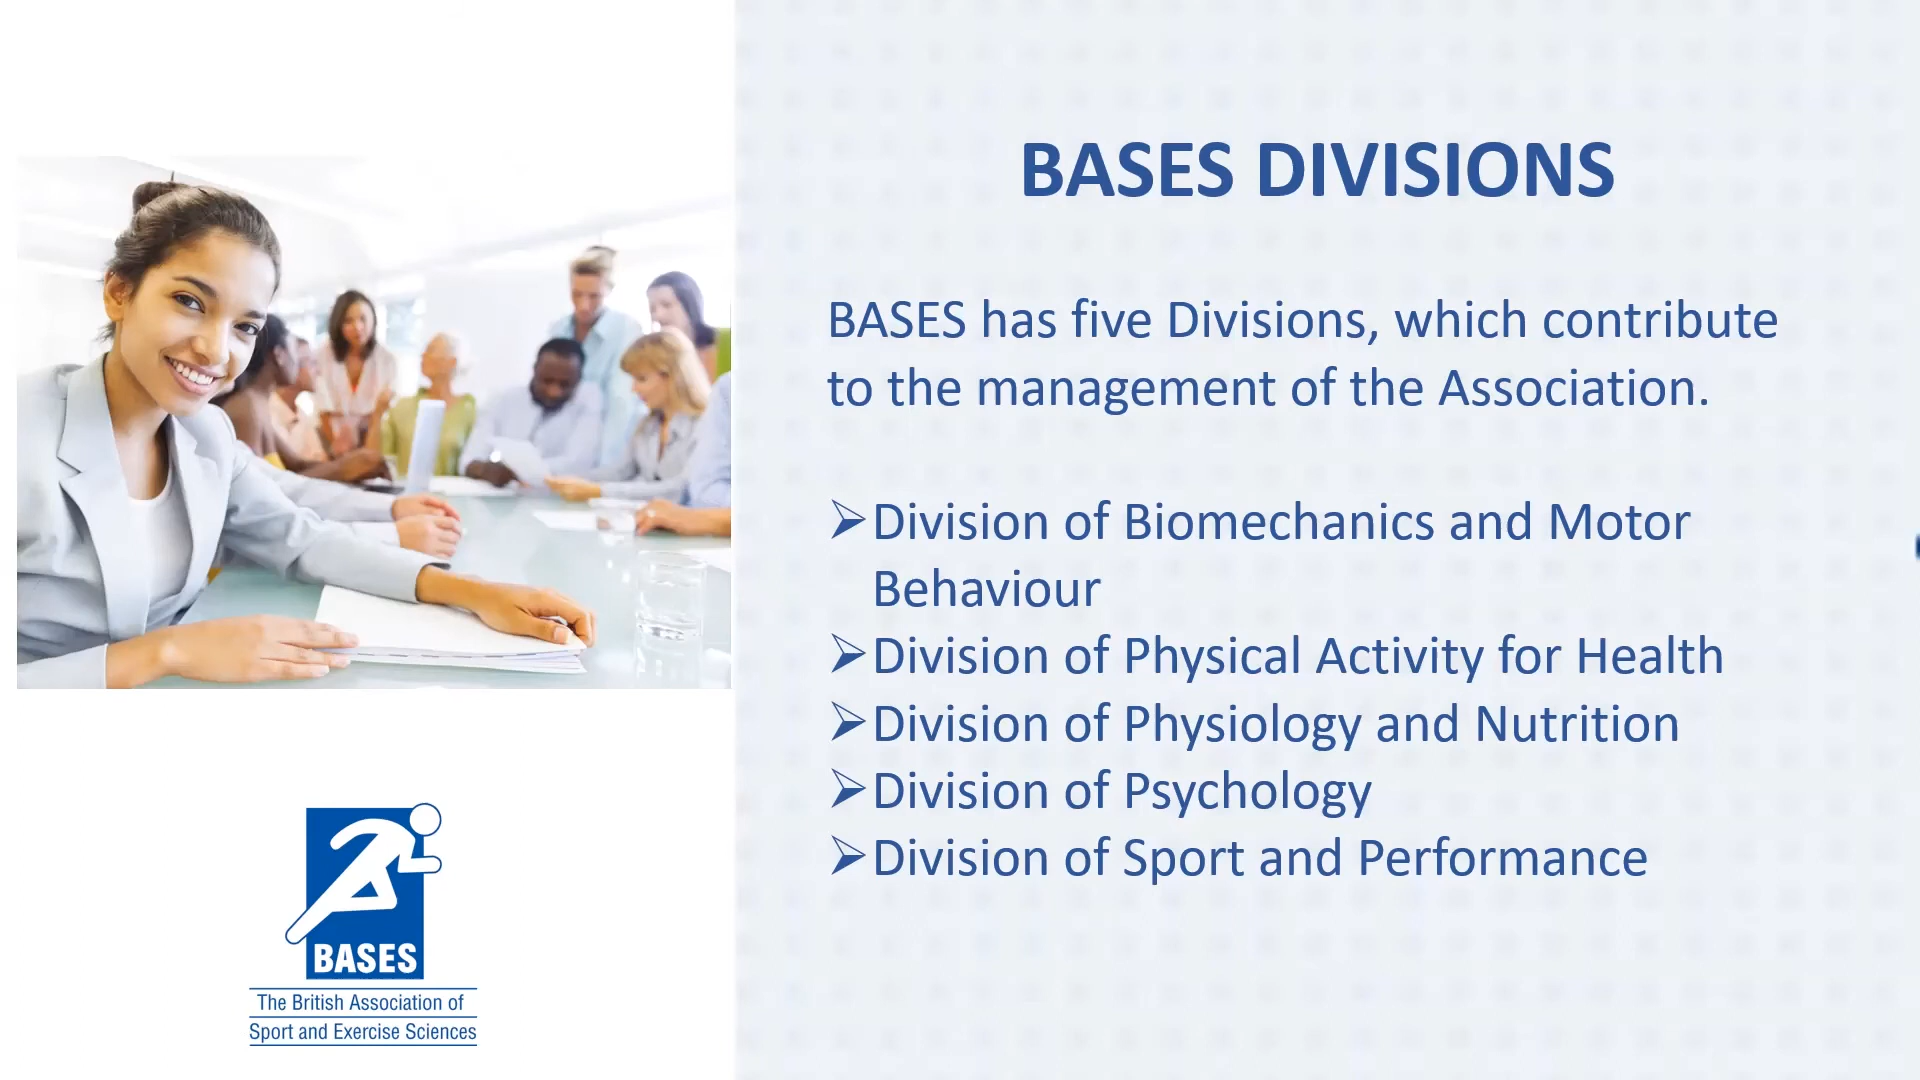 BASES DIVISIONS
BASES has five Divisions, which contribute
to the management of the Association.
➢Division of Biomechanics and Motor
Behaviour
➢Division of Physical Activity for Health
➢Division of Physiology and Nutrition
➢Division of Psychology
➢Division of Sport and Performance
BASES
The British Association of
Sport and Exercise Sciences